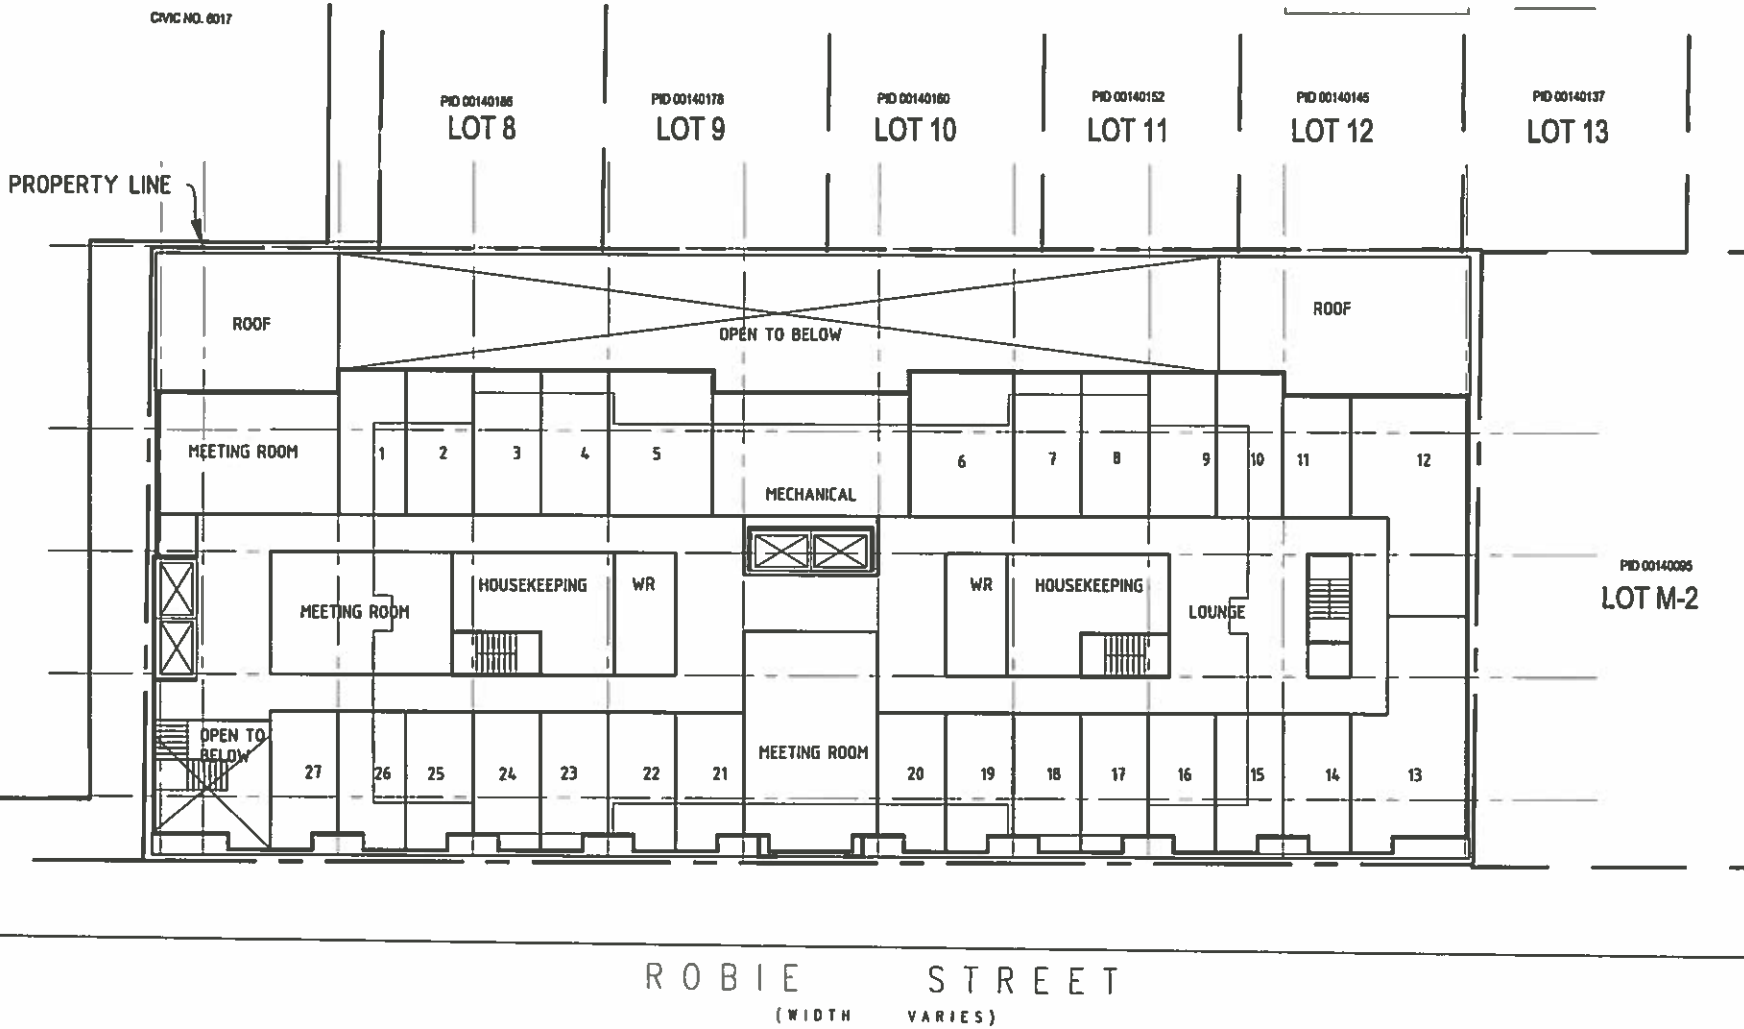 CIVIC NO. 6017
PID 00140186
LOT 8
PID 00140178
LOT 9
PID 00140160
LOT 10
PID 00140152
LOT 11
PID 00140145
LOT 12
PID 00140137
LOT 13
PROPERTY LINE
ROOF
OPEN TO BELOW
ROOF
MEETING ROOM
1
2
3
4
5
6
7
8
9
10
11
12
MECHANICAL
MEETING ROOM
HOUSEKEEPING
WR
WR
HOUSEKEEPING
LOUNGE
PID 00140095
LOT M-2
OPEN TO
BELOW
27
26
25
24
23
22
21
MEETING ROOM
20
19
18
17
16
15
14
13
ROBIE STREET
(WIDTH VARIES)